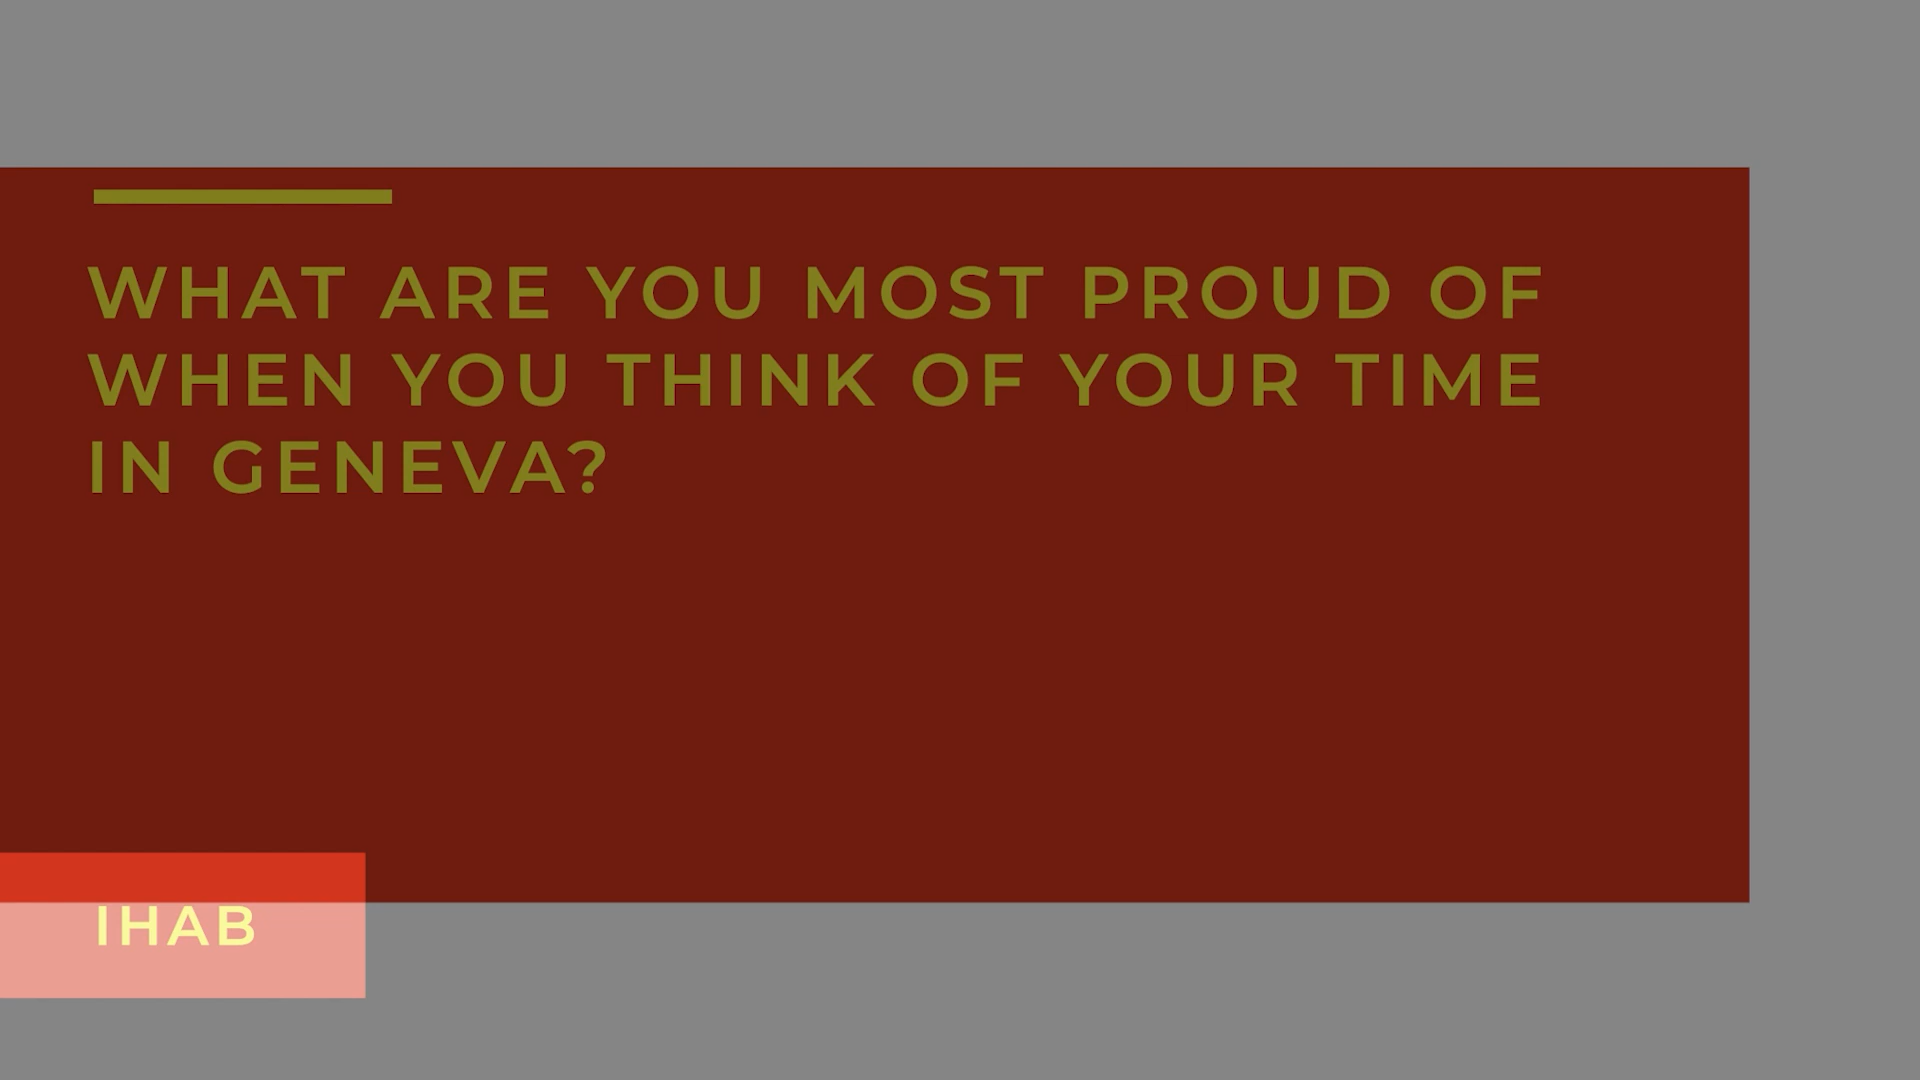 WHAT ARE YOU MOST PROUD OF
WHEN YOU THINK OF YOUR TIME
IN GENEVA?
IHAB